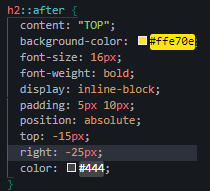 h2::after {
content: "TOP";
background-color: #ffe70e;
font-size: 16px;
font-weight: bold;
display: inline-block;
padding: 5px 10px;
position: absolute;
top: -15px;
right: -25px;
color: #444;
}